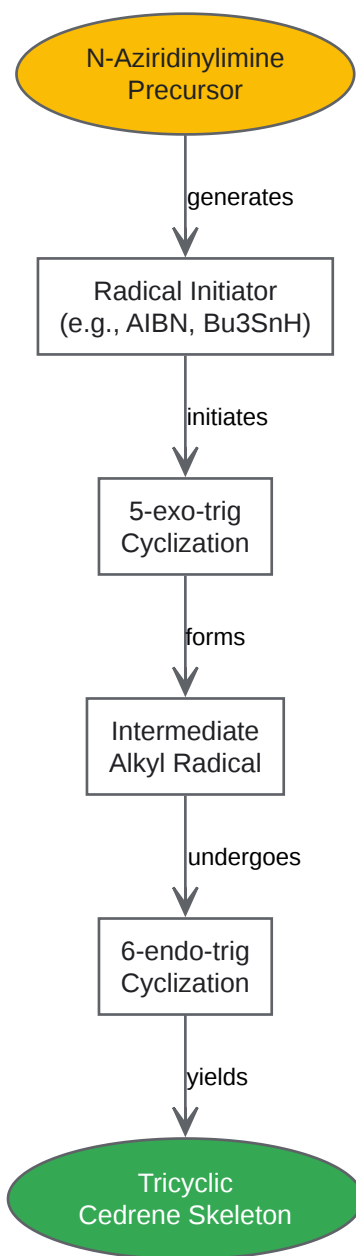 N-Aziridinylimine
Precursor
generates
Radical Initiator
(e.g., AIBN, Bu3SnH)
initiates
5-exo-trig
Cyclization
forms
Intermediate
Alkyl Radical
undergoes
6-endo-trig
Cyclization
yields
Tricyclic
Cedrene Skeleton